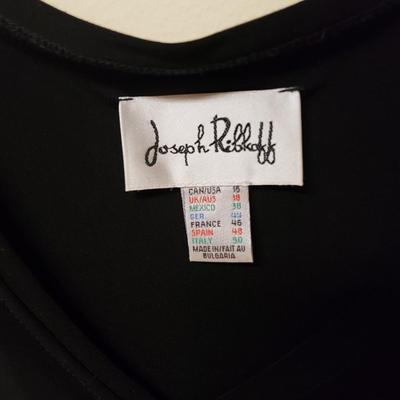 Joseph Ribkoff
CAN/USA 16
UK/AUS 18
MEXICO 38
GER 44
FRANCE 46
SPAIN 48
ITALY 50
MADE IN/FAIT AU
BULGARIA